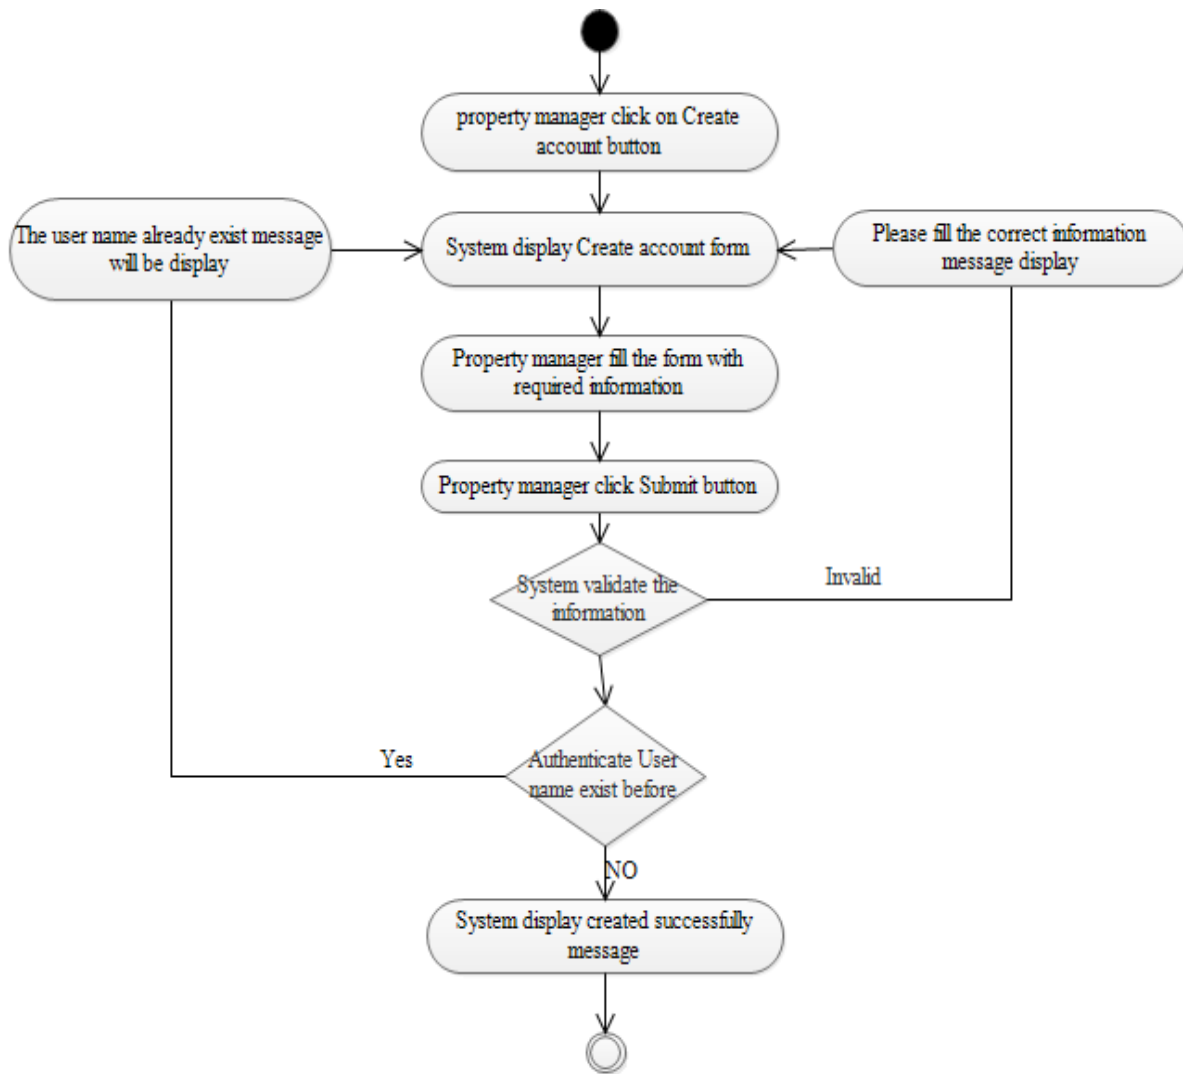 property manager click on Create
account button
The user name already exist message
will be display
System display Create account form
Please fill the correct information
message display
Property manager fill the form with
required information
Property manager click Submit button
System validate the
information
Invalid
Authenticate User
name exist before
Yes
NO
System display created successfully
message